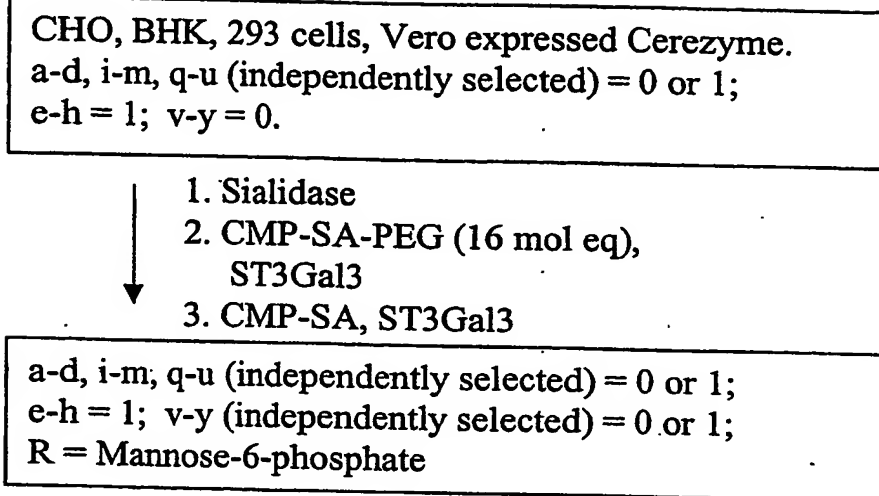 CHO, BHK, 293 cells, Vero expressed Cerezyme.
a-d, i-m, q-u (independently selected) = 0 or 1;
e-h = 1; v-y = 0.
1. Sialidase
2. CMP-SA-PEG (16 mol eq),
ST3Gal3
3. CMP-SA, ST3Gal3
a-d, i-m, q-u (independently selected) = 0 or 1;
e-h = 1; v-y (independently selected) = 0 or 1;
R = Mannose-6-phosphate